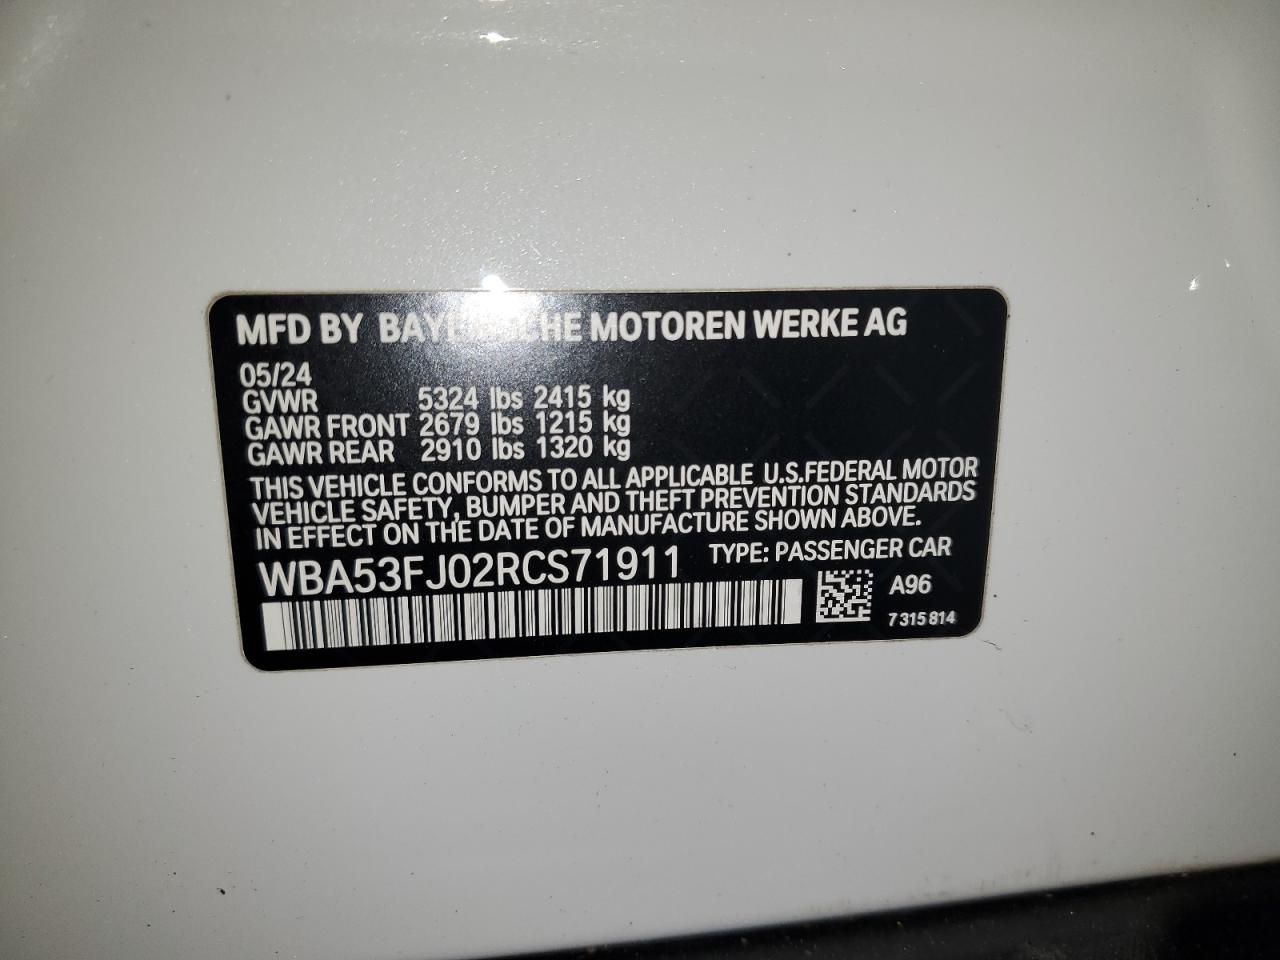 MFD BY BAYERISCHE MOTOREN WERKE AG
05/24
GVWR 5324 lbs 2415 kg
GAWR FRONT 2679 lbs 1215 kg
GAWR REAR 2910 lbs 1320 kg
THIS VEHICLE CONFORMS TO ALL APPLICABLE U.S.FEDERAL MOTOR
VEHICLE SAFETY, BUMPER AND THEFT PREVENTION STANDARDS
IN EFFECT ON THE DATE OF MANUFACTURE SHOWN ABOVE.
WBA53FJ02RCS71911 TYPE: PASSENGER CAR
A96
7 315 814